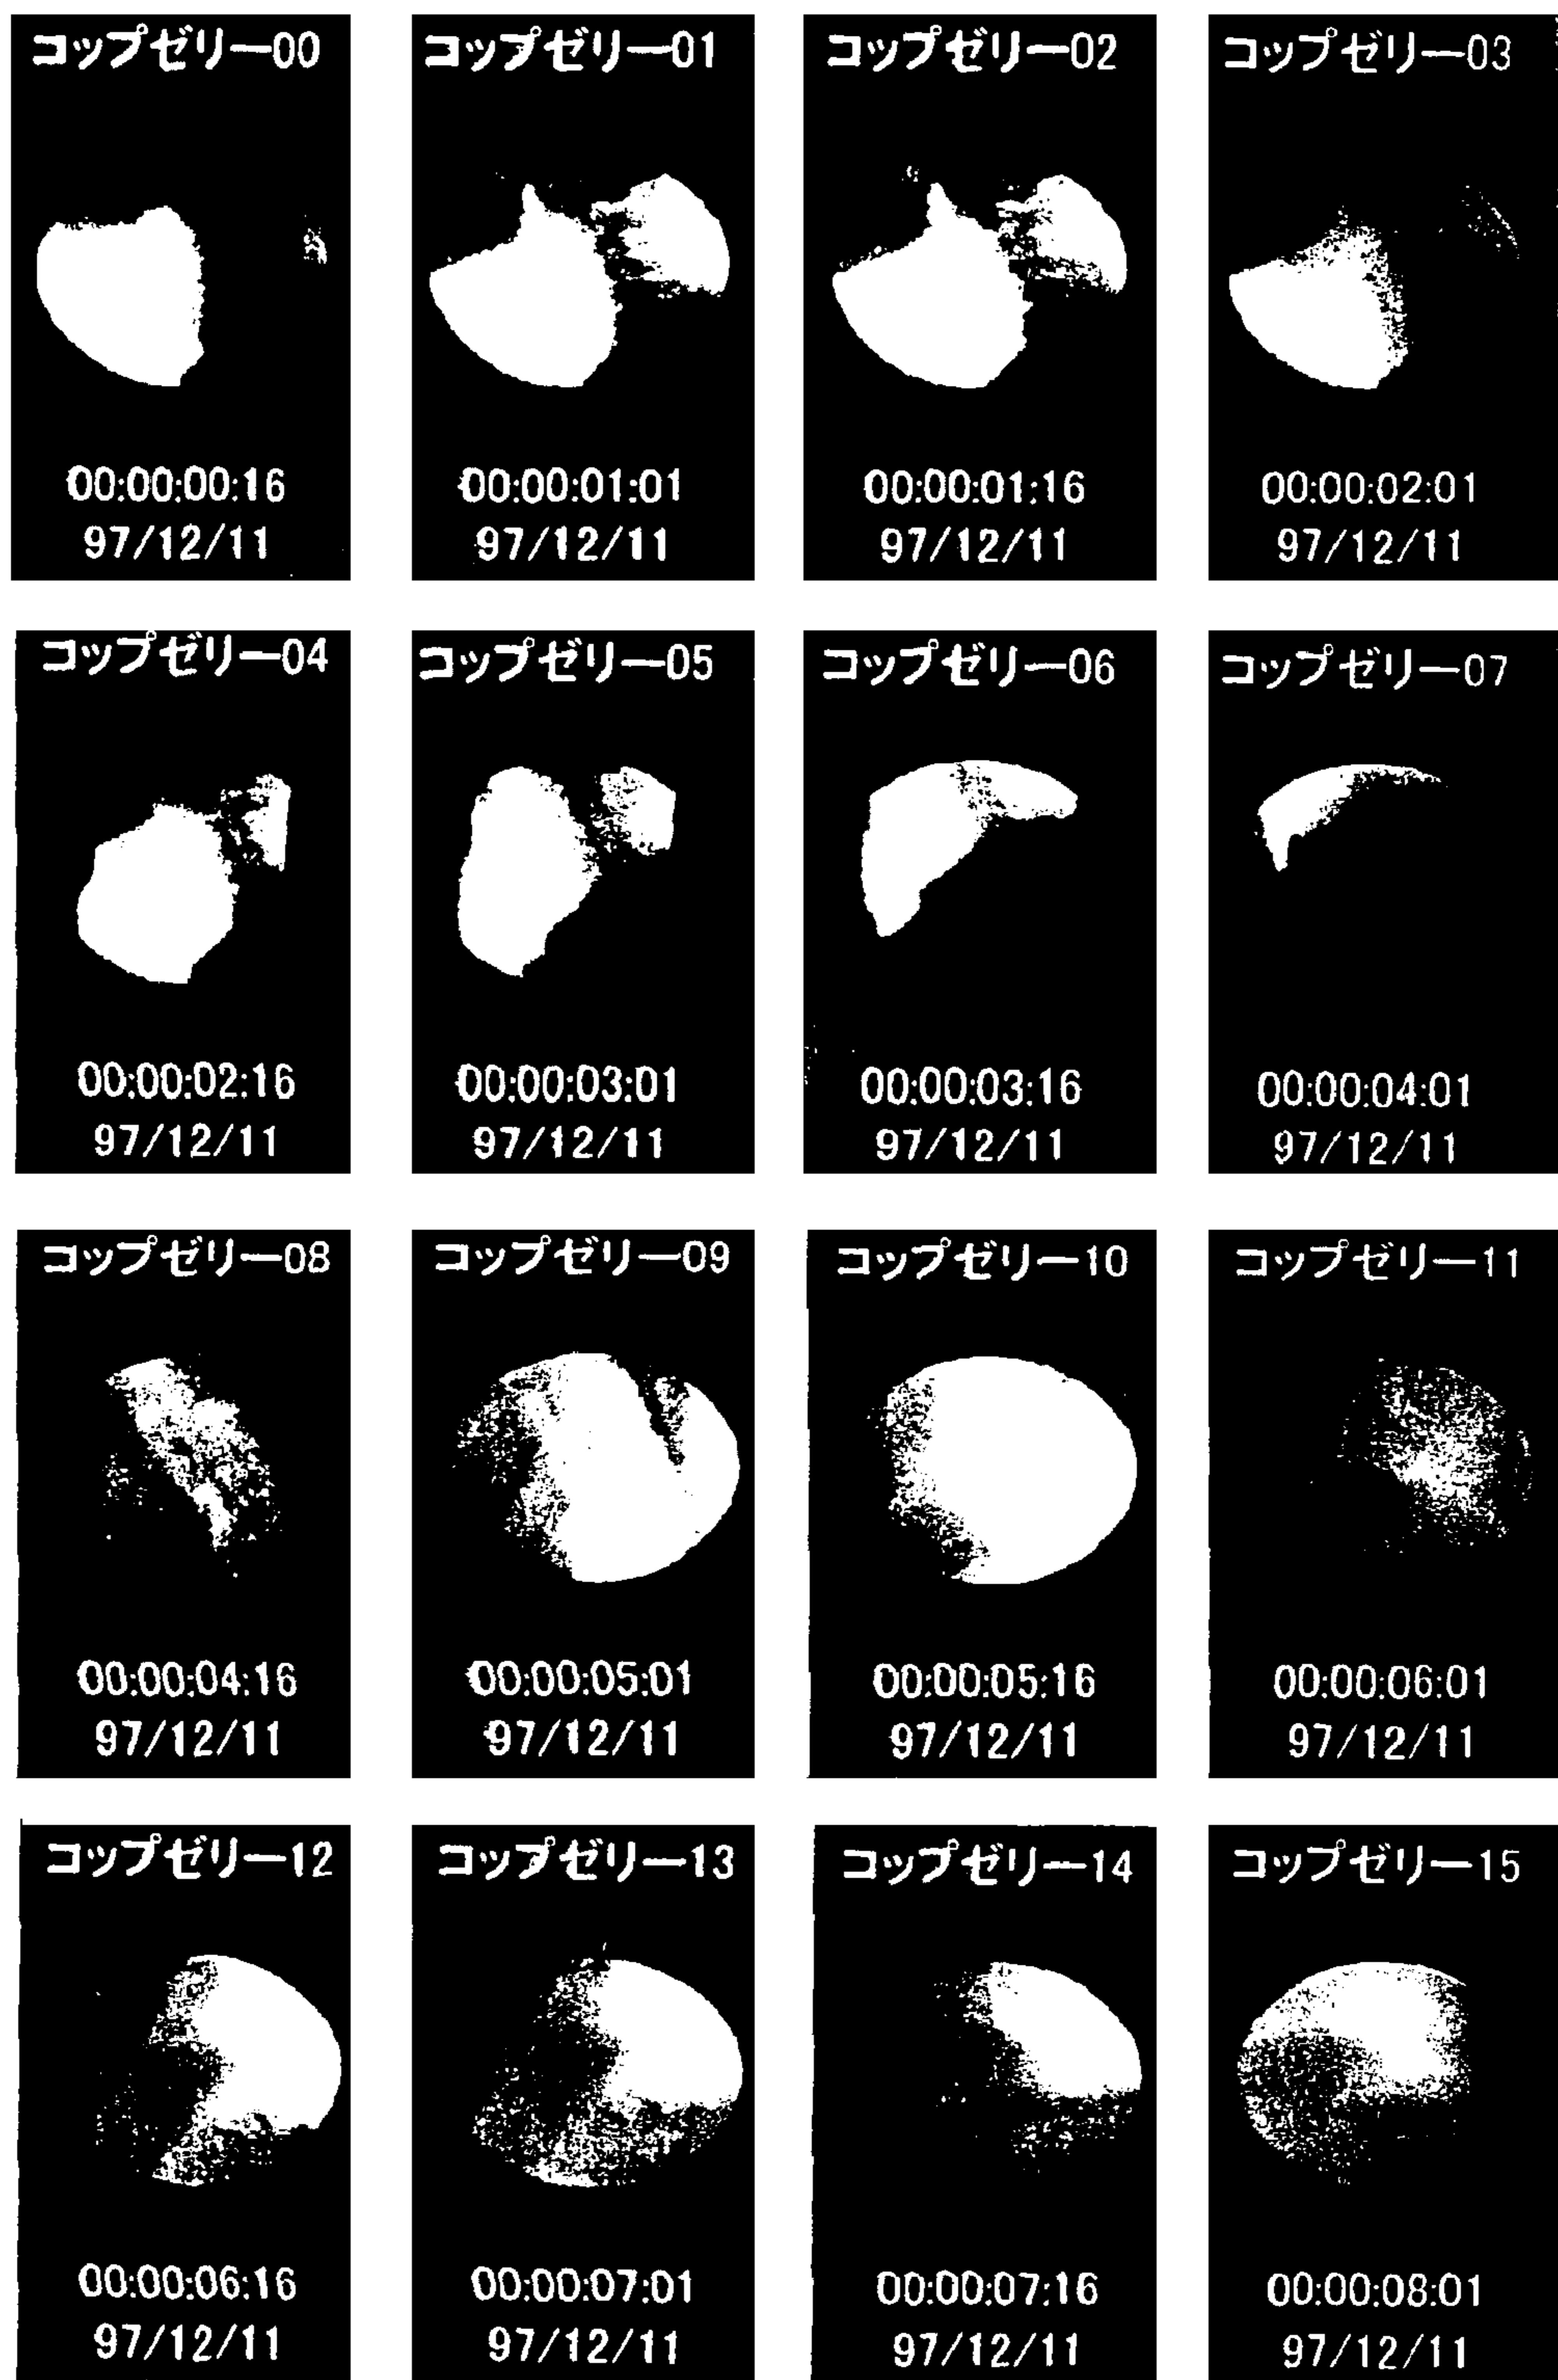 コップゼリー00
00:00:00:16
97/12/11
コップゼリー01
00:00:01:01
97/12/11
コップゼリー02
00:00:01:16
97/12/11
コップゼリー03
00:00:02:01
97/12/11
コップゼリー04
00:00:02:16
97/12/11
コップゼリー05
00:00:03:01
97/12/11
コップゼリー06
00:00:03:16
97/12/11
コップゼリー07
00:00:04:01
97/12/11
コップゼリー08
00:00:04:16
97/12/11
コップゼリー09
00:00:05:01
97/12/11
コップゼリー10
00:00:05:16
97/12/11
コップゼリー11
00:00:06:01
97/12/11
コップゼリー12
00:00:06:16
97/12/11
コップゼリー13
00:00:07:01
97/12/11
コップゼリー14
00:00:07:16
97/12/11
コップゼリー15
00:00:08:01
97/12/11